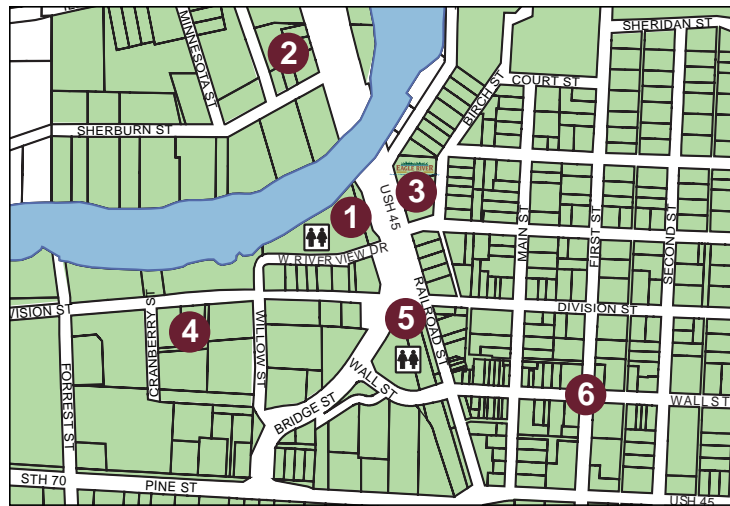 SHERIDAN ST
MINNESOTA ST
2
COURT ST
BIRCH ST
SHERBURN ST
EAGLE RIVER
3
1
USH 45
MAIN ST
FIRST ST
SECOND ST
W. RIVER VIEW DR
RAILROAD ST
VISION ST
CRANBERRY ST
4
WILLOW ST
5
DIVISION ST
FORREST ST
WALL ST
6
WALL ST
BRIDGE ST
STH 70
PINE ST
USH 45